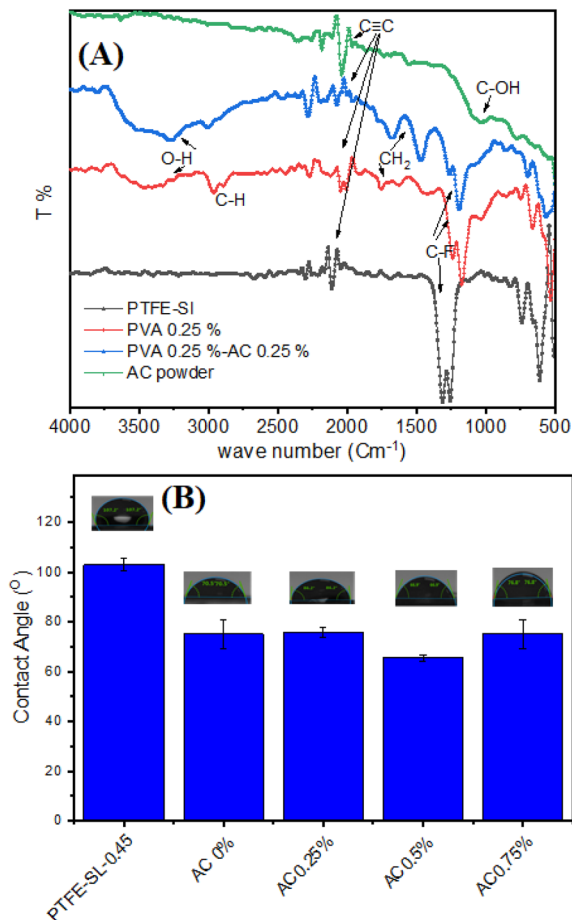 (A)
C≡C
C-OH
O-H
C-H
CH2
C-F
T %
PTFE-SI
PVA 0.25 %
PVA 0.25 %-AC 0.25 %
AC powder
4000 3500 3000 2500 2000 1500 1000 500
wave number (Cm-1)
(B)
120
100
80
60
40
20
0
Contact Angle (O)
PTFE-SL-0.45
AC 0%
AC0.25%
AC0.5%
AC0.75%